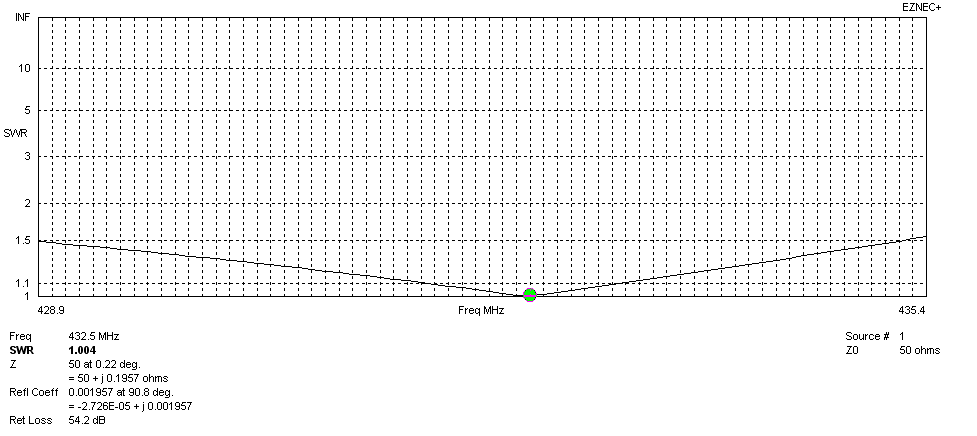 EZNEC+
INF
10
5
SWR
3
2
1.5
1.1
1
428.9 Freq MHz 435.4
Freq 432.5 MHz Source # 1
SWR 1.004 Z0 50 ohms
Z 50 at 0.22 deg.
= 50 + j 0.1957 ohms
Refl Coeff 0.001957 at 90.8 deg.
= -2.726E-05 + j 0.001957
Ret Loss 54.2 dB